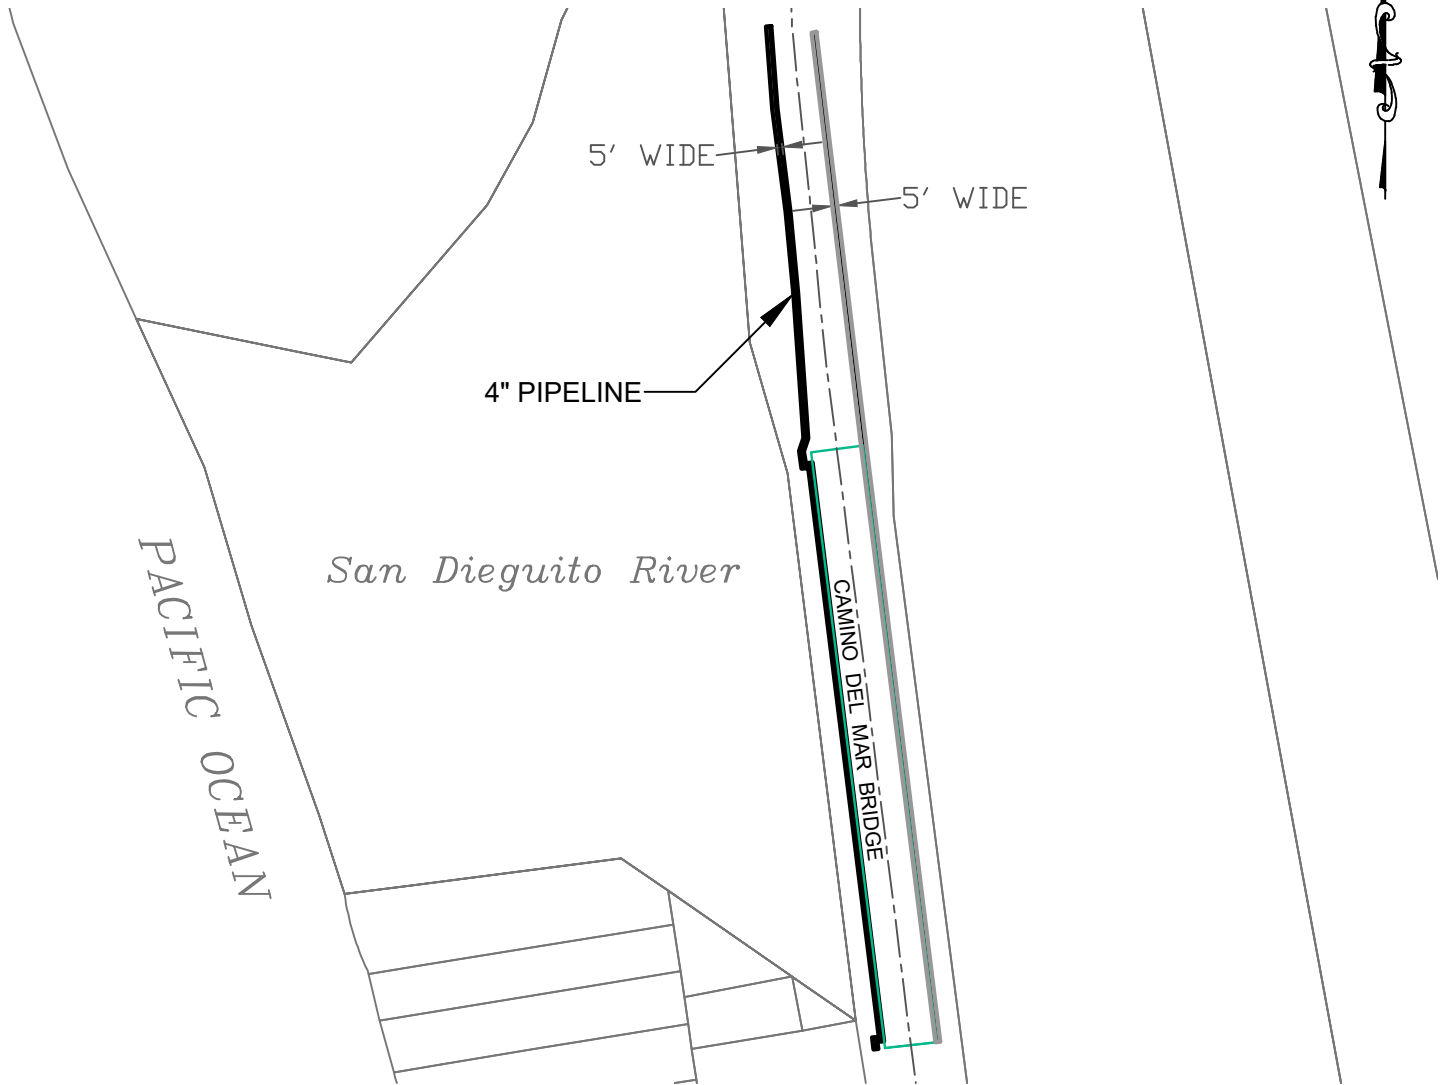 5' WIDE
5' WIDE
4" PIPELINE
San Dieguito River
PACIFIC OCEAN
CAMINO DEL MAR BRIDGE